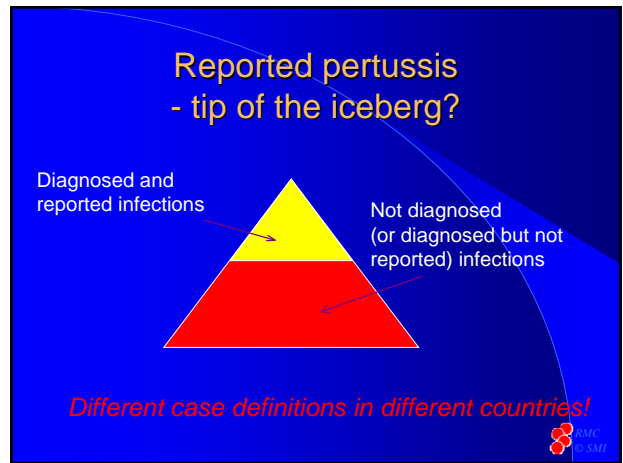 Reported pertussis
- tip of the iceberg?
Diagnosed and
reported infections
Not diagnosed
(or diagnosed but not
reported) infections
Different case definitions in different countries!
RMC
© SMI